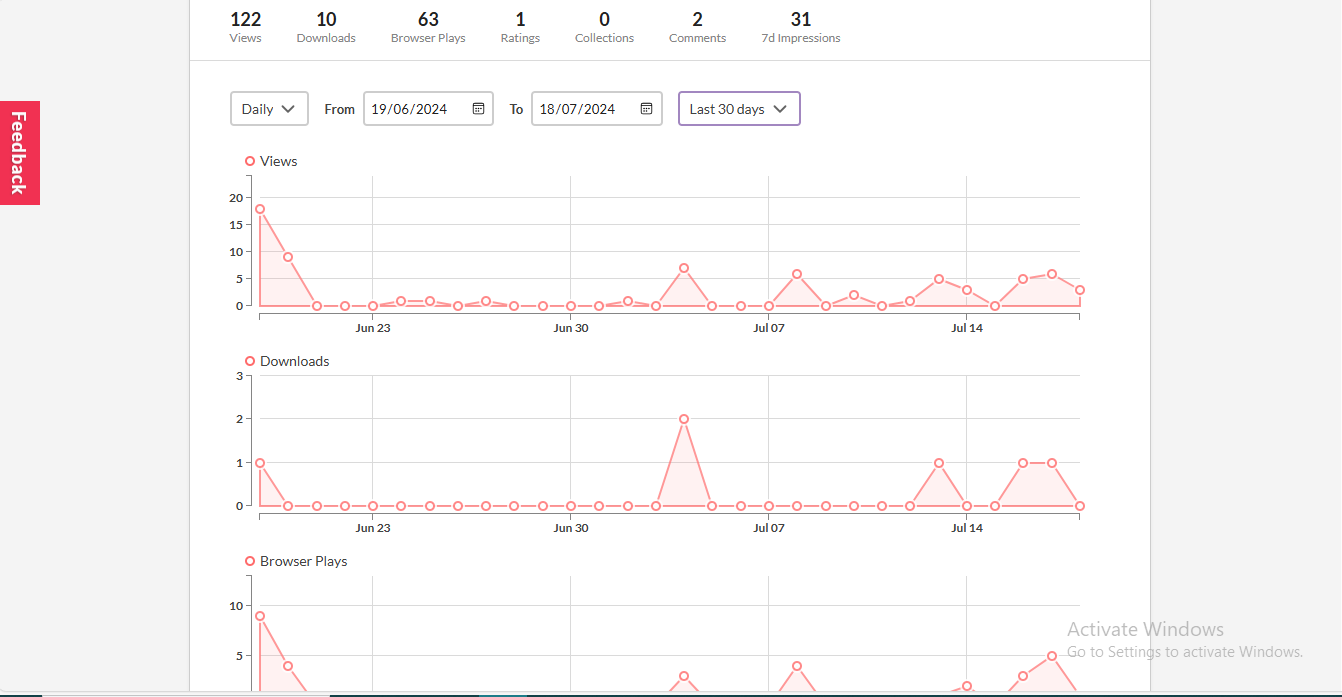 122 10 63 1 0 2 31
Views Downloads Browser Plays Ratings Collections Comments 7d Impressions
Feedback
Daily From 19/06/2024 To 18/07/2024 Last 30 days
Views
20
15
10
5
0
Jun 23 Jun 30 Jul 07 Jul 14
Downloads
3
2
1
0
Jun 23 Jun 30 Jul 07 Jul 14
Browser Plays
10
5
Activate Windows
Go to Settings to activate Windows.